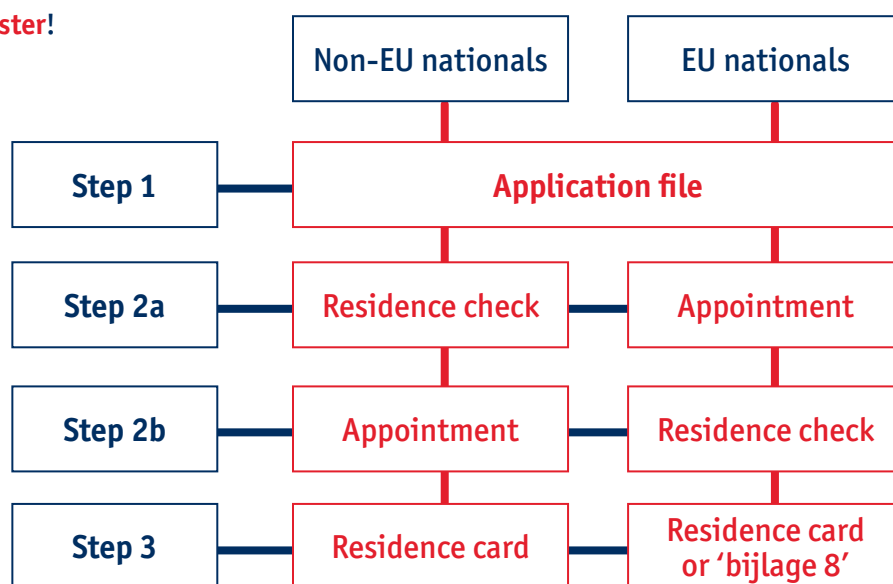 ster!
Non-EU nationals
EU nationals
Step 1
Application file
Step 2a
Residence check
Appointment
Step 2b
Appointment
Residence check
Step 3
Residence card
Residence card
or ‘bijlage 8’